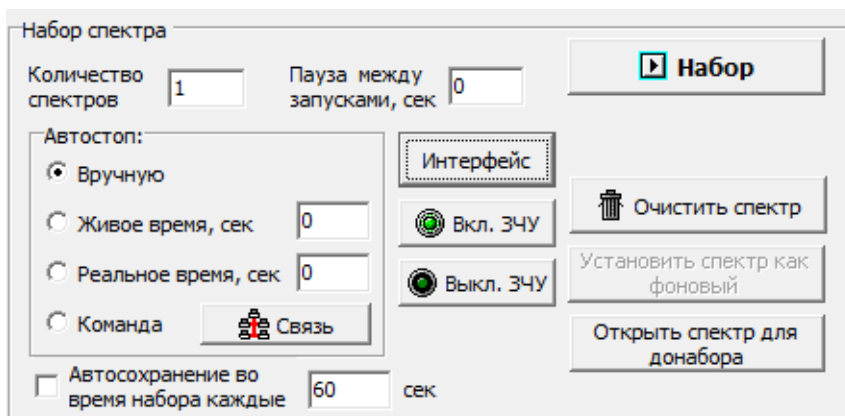 Набор спектра
Количество
спектров
1
Пауза между
запусками, сек
0
Набор
Автостоп:
Вручную
Живое время, сек
0
Реальное время, сек
0
Команда
Связь
Интерфейс
Вкл. ЗЧУ
Выкл. ЗЧУ
Очистить спектр
Установить спектр как
фоновый
Открыть спектр для
донабора
Автосохранение во
время набора каждые
60
сек